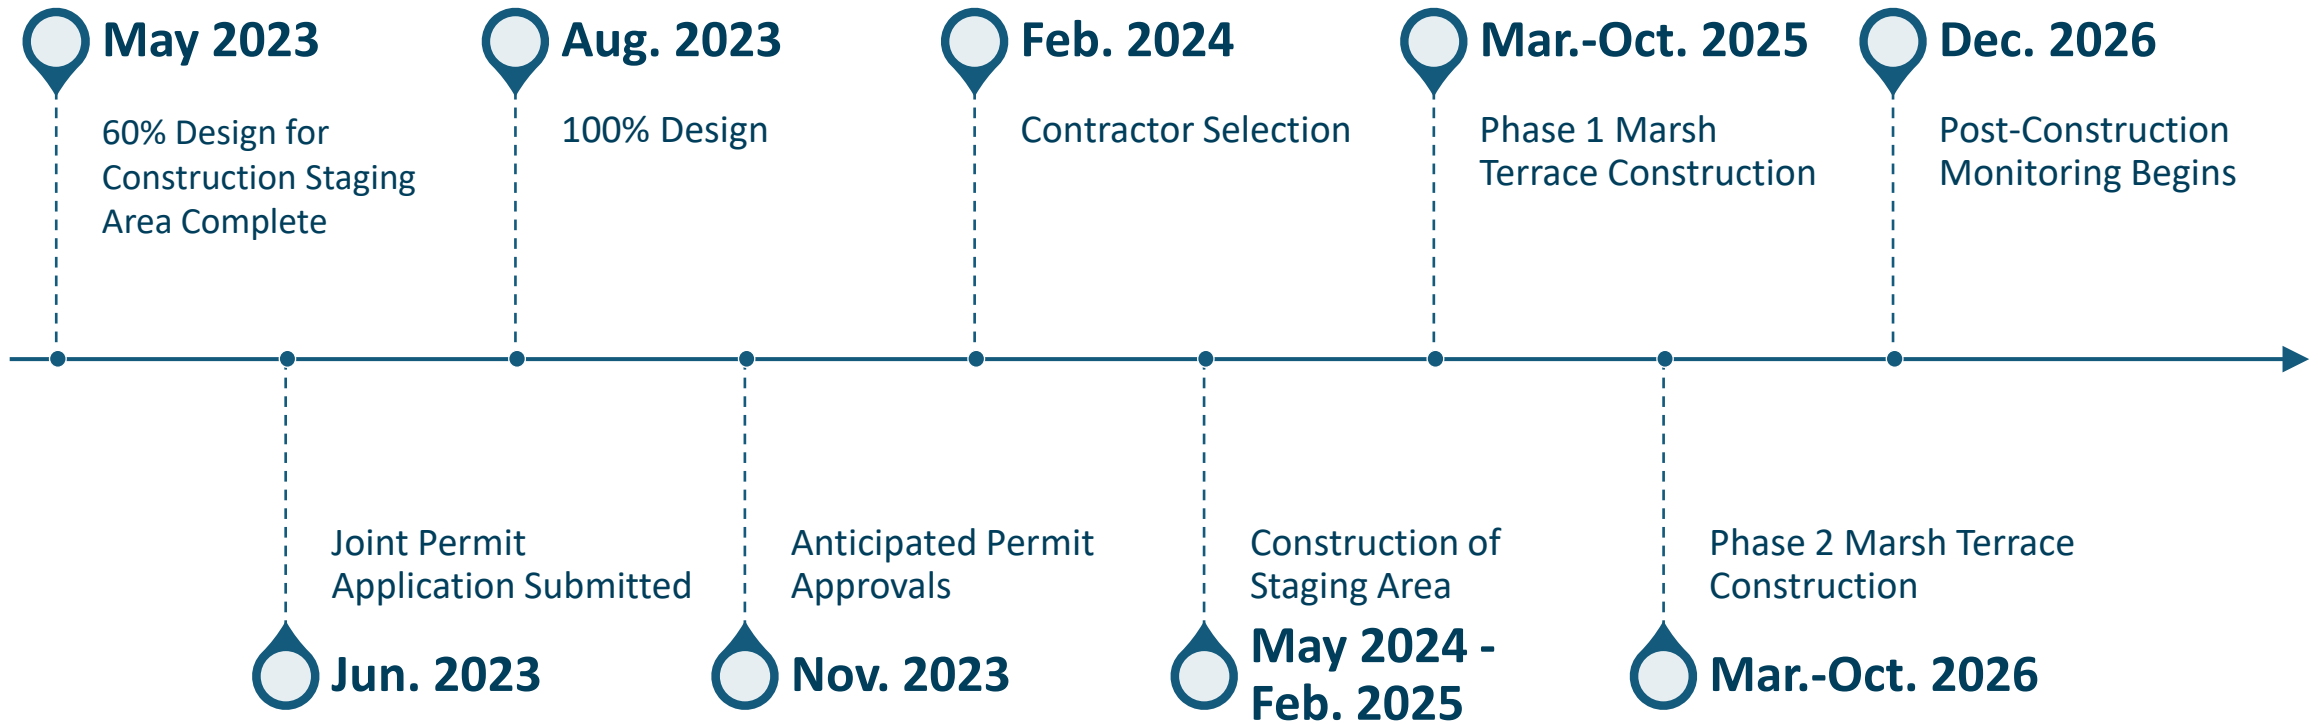 May 2023
60% Design for
Construction Staging
Area Complete
Aug. 2023
100% Design
Feb. 2024
Contractor Selection
Mar.-Oct. 2025
Phase 1 Marsh
Terrace Construction
Dec. 2026
Post-Construction
Monitoring Begins
Joint Permit
Application Submitted
Jun. 2023
Anticipated Permit
Approvals
Nov. 2023
Construction of
Staging Area
May 2024 -
Feb. 2025
Phase 2 Marsh Terrace
Construction
Mar.-Oct. 2026